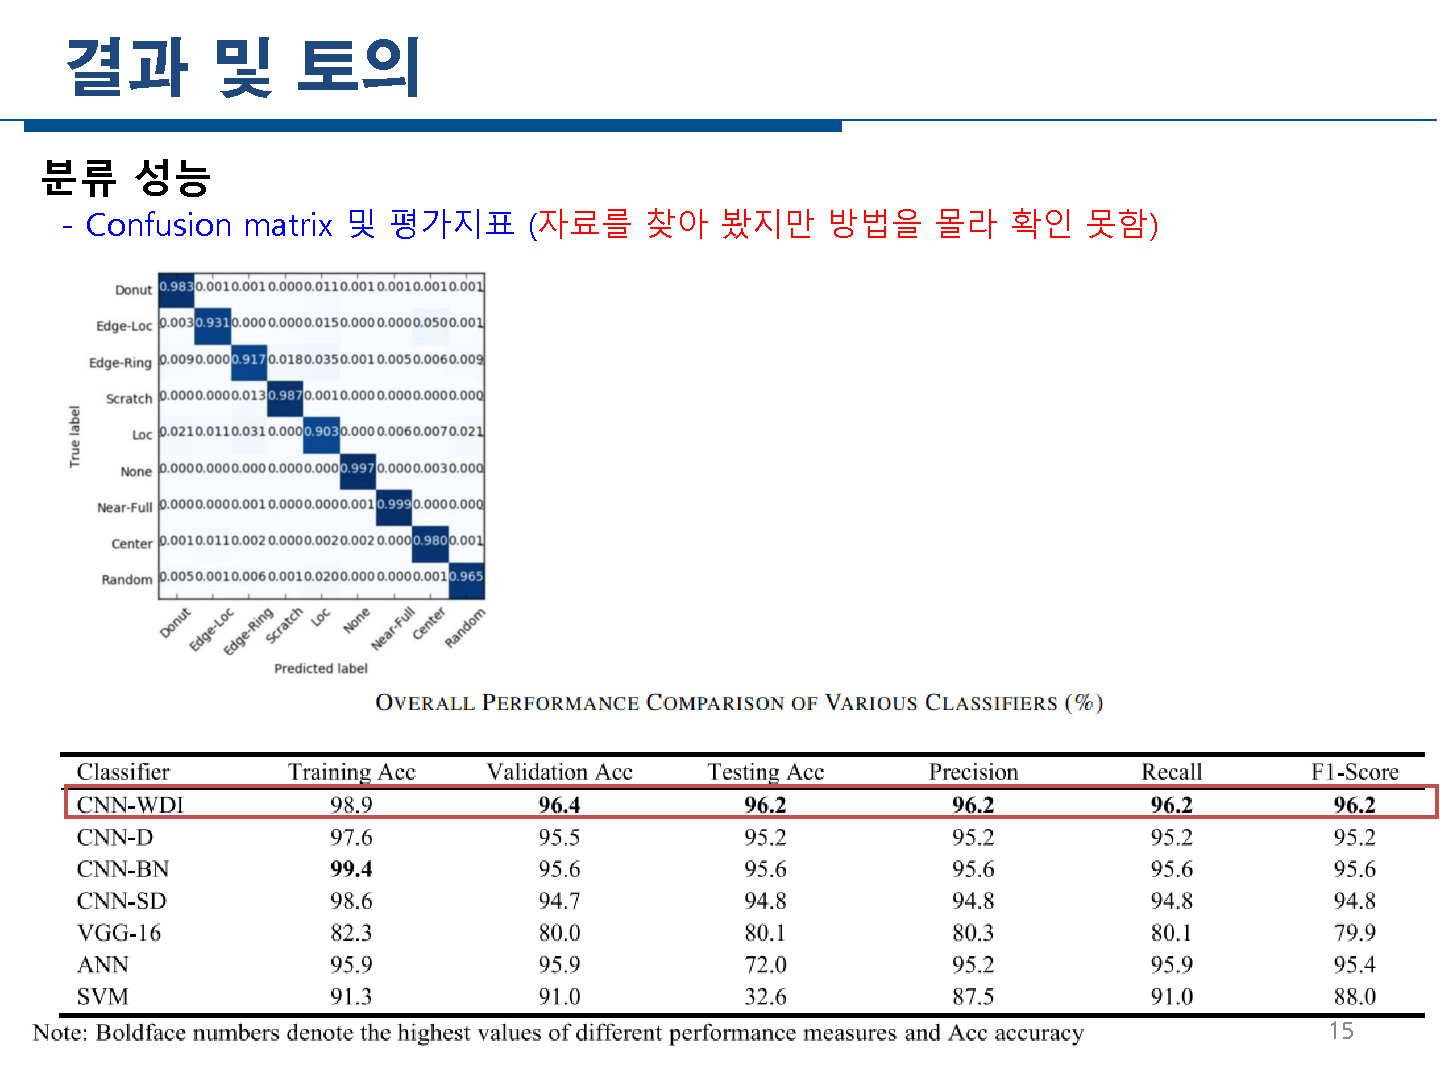 결과 및 토의
분류 성능
- Confusion matrix 및 평가지표 (자료를 찾아 봤지만 방법을 몰라 확인 못함)
True label
Donut 0.983 0.001 0.001 0.000 0.011 0.001 0.001 0.001 0.001
Edge-Loc 0.003 0.931 0.000 0.000 0.015 0.000 0.000 0.050 0.001
Edge-Ring 0.009 0.000 0.917 0.018 0.035 0.001 0.005 0.006 0.009
Scratch 0.000 0.000 0.013 0.987 0.001 0.000 0.000 0.000 0.000
Loc 0.021 0.011 0.031 0.000 0.903 0.000 0.006 0.007 0.021
None 0.000 0.000 0.000 0.000 0.000 0.997 0.000 0.003 0.000
Near-Full 0.000 0.000 0.001 0.000 0.000 0.001 0.999 0.000 0.000
Center 0.001 0.011 0.002 0.000 0.002 0.002 0.000 0.980 0.001
Random 0.005 0.001 0.006 0.001 0.020 0.000 0.000 0.001 0.965
Donut Edge-Loc Edge-Ring Scratch Loc None Near-Full Center Random
Predicted label
OVERALL PERFORMANCE COMPARISON OF VARIOUS CLASSIFIERS (%)
Classifier Training Acc Validation Acc Testing Acc Precision Recall F1-Score
CNN-WDI 98.9 96.4 96.2 96.2 96.2 96.2
CNN-D 97.6 95.5 95.2 95.2 95.2 95.2
CNN-BN 99.4 95.6 95.6 95.6 95.6 95.6
CNN-SD 98.6 94.7 94.8 94.8 94.8 94.8
VGG-16 82.3 80.0 80.1 80.3 80.1 79.9
ANN 95.9 95.9 72.0 95.2 95.9 95.4
SVM 91.3 91.0 32.6 87.5 91.0 88.0
Note: Boldface numbers denote the highest values of different performance measures and Acc accuracy
15